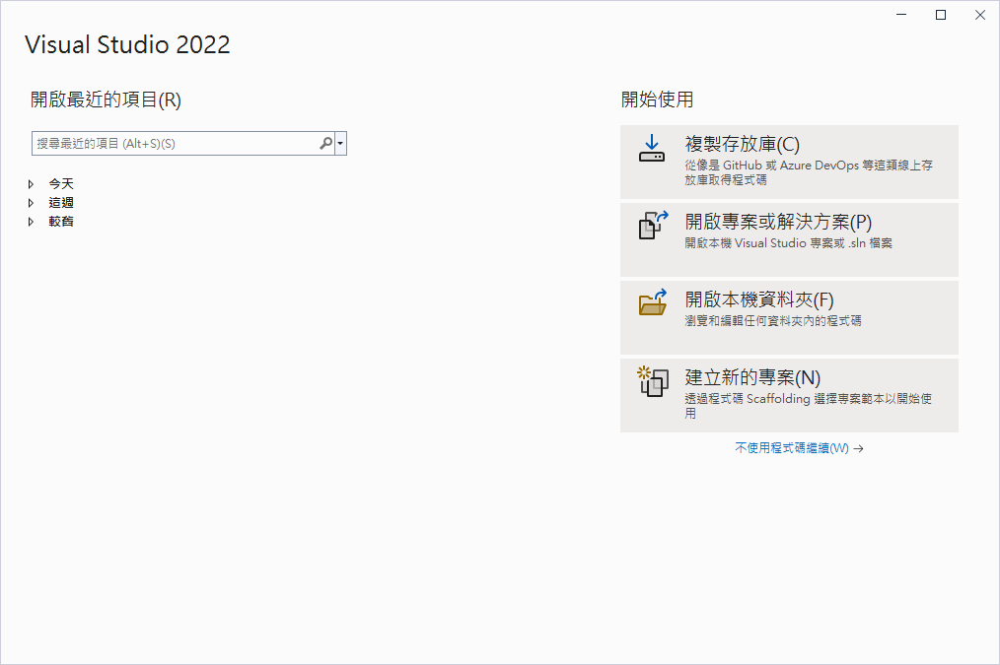 Visual Studio 2022
開啟最近的項目(R)
搜尋最近的項目 (Alt+S)(S)
今天
這週
較舊
開始使用
複製存放庫(C)
從像是 GitHub 或 Azure DevOps 等這類線上存
放庫取得程式碼
開啟專案或解決方案(P)
開啟本機 Visual Studio 專案或 .sln 檔案
開啟本機資料夾(F)
瀏覽和編輯任何資料夾內的程式碼
建立新的專案(N)
透過程式碼 Scaffolding 選擇專案範本以開始使
用
不使用程式碼繼續(W) →